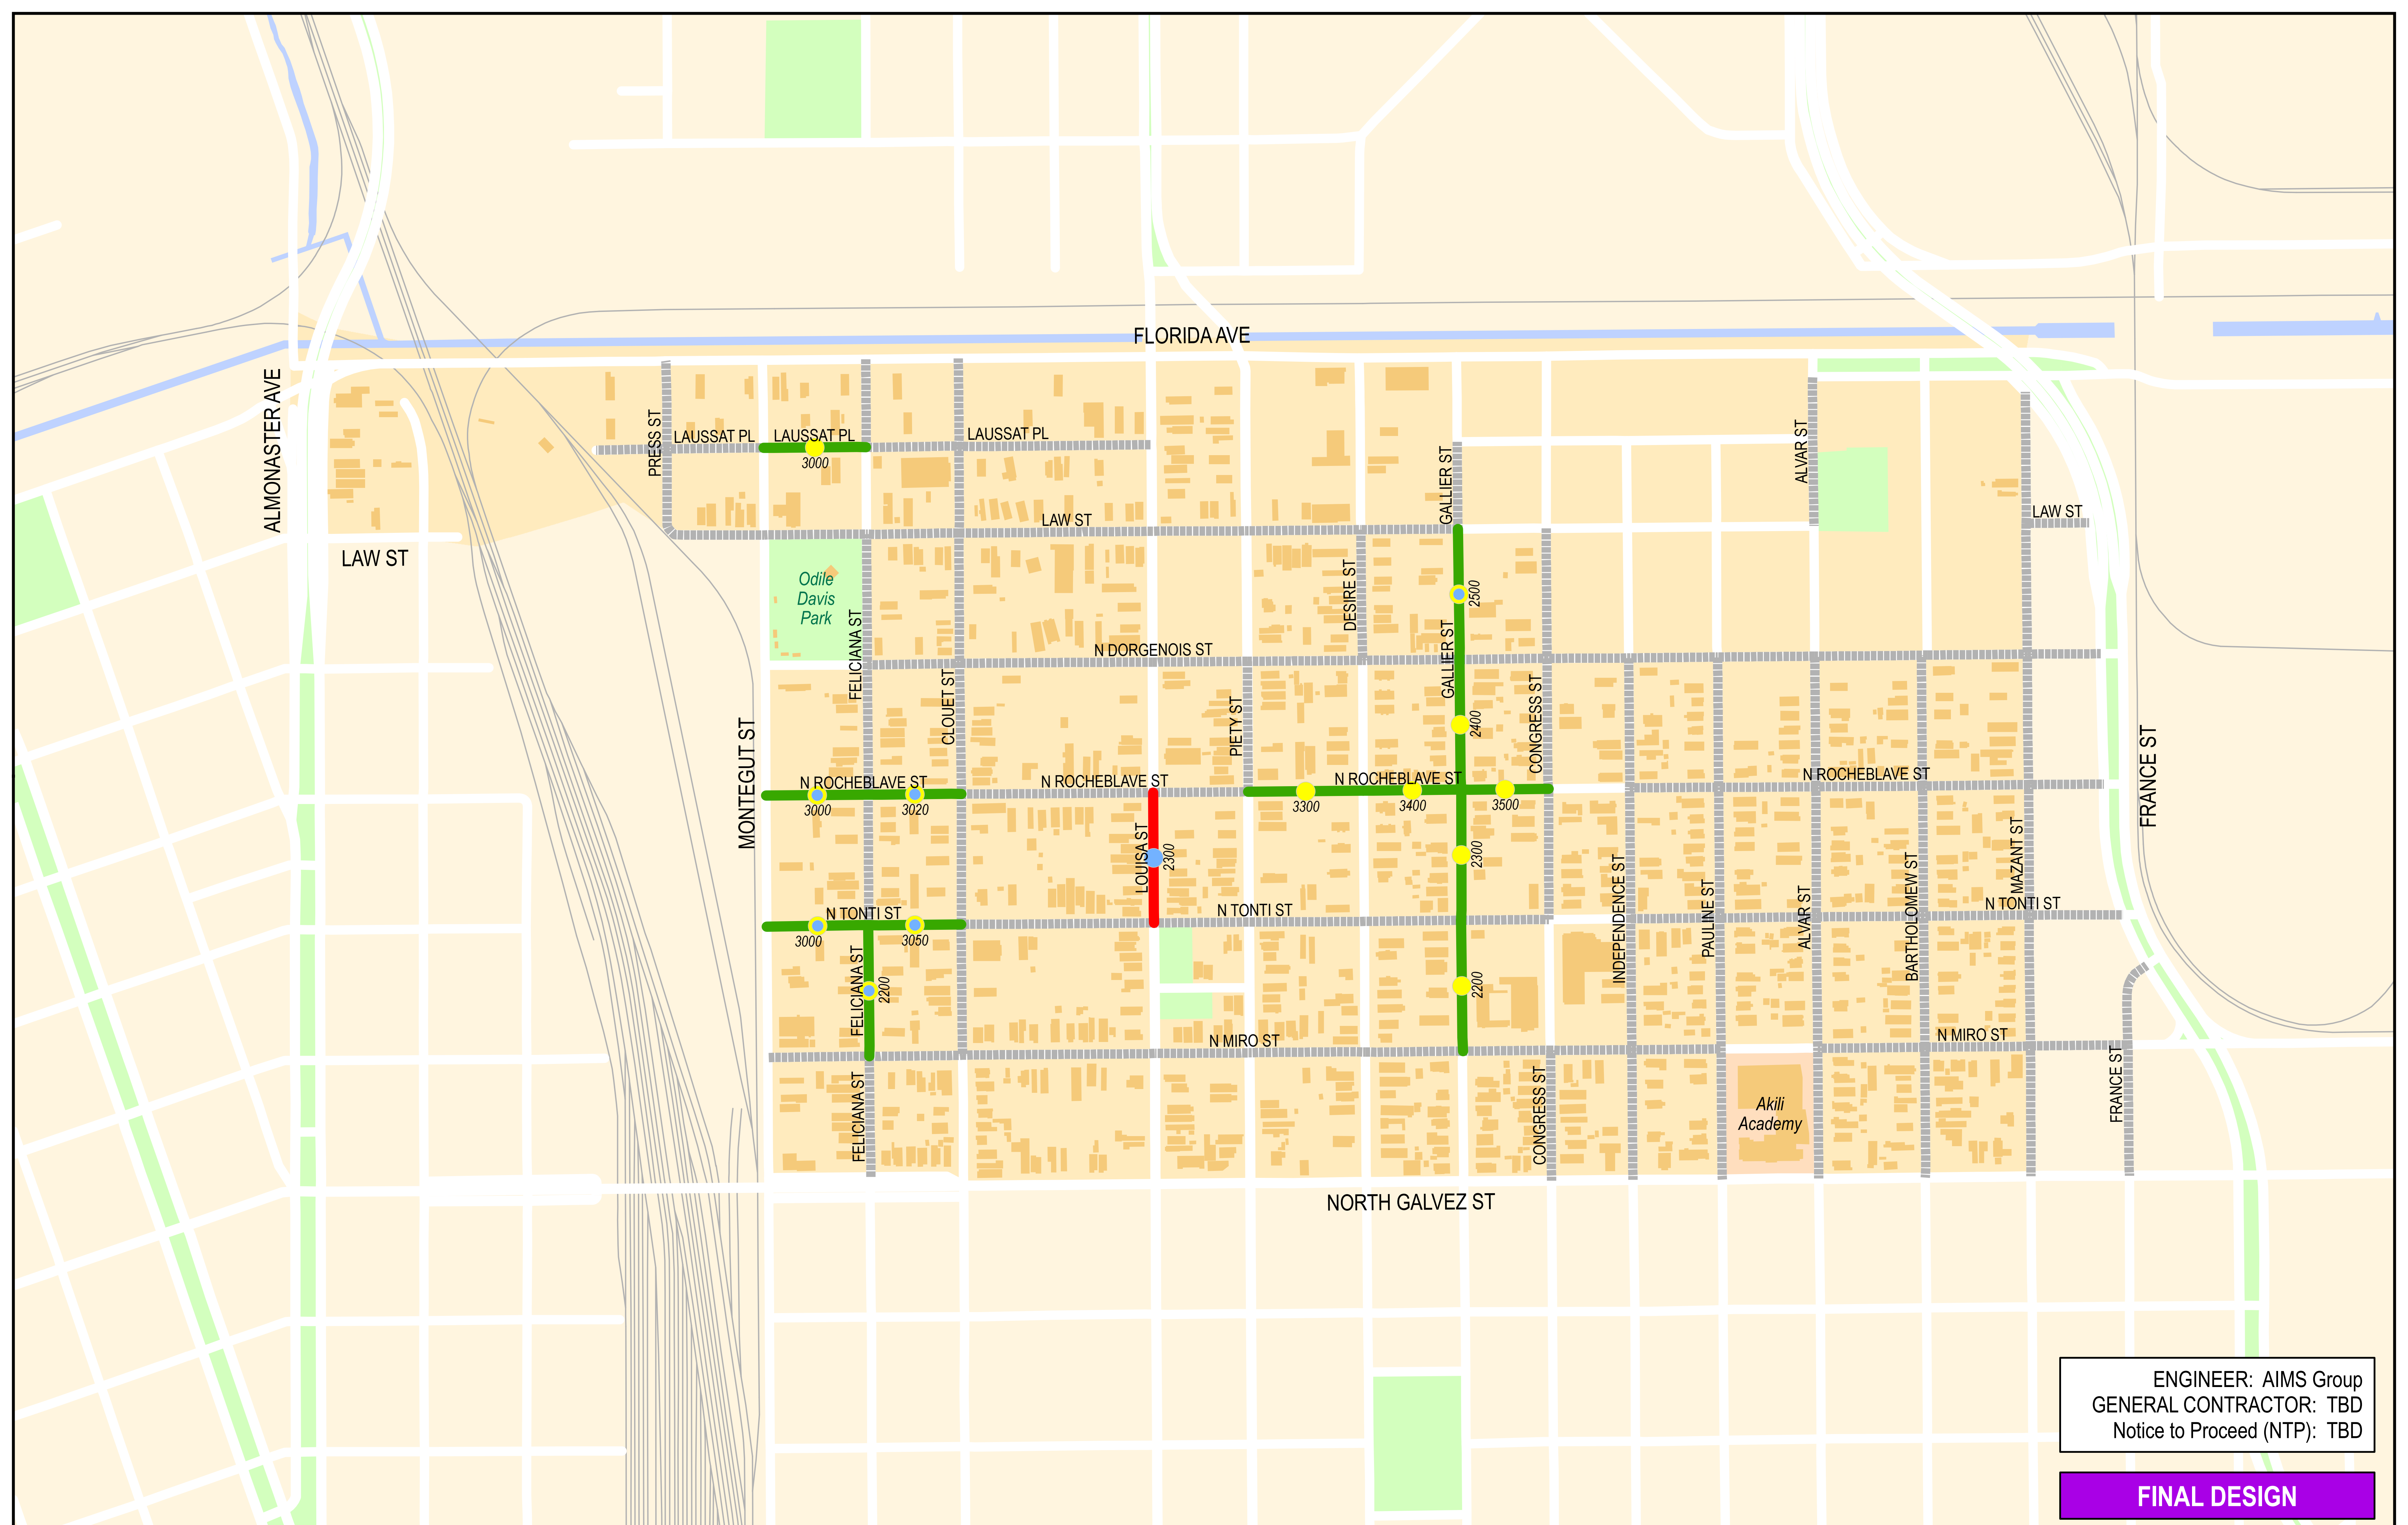 FLORIDA AVE
ALMONASTER AVE
PRESS ST
LAUSSAT PL
LAUSSAT PL
LAUSSAT PL
3000
GALLIER ST
ALVAR ST
LAW ST
LAW ST
LAW ST
Odile
Davis
Park
DESIRE ST
2500
FELICIANA ST
N DORGENOIS ST
GALLIER ST
CLOUET ST
PIETY ST
2400
CONGRESS ST
MONTEGUT ST
FRANCE ST
N ROCHEBLAVE ST
N ROCHEBLAVE ST
N ROCHEBLAVE ST
N ROCHEBLAVE ST
3000
3020
3300
3400
3500
LOUISA ST
2300
2300
MAZANT ST
INDEPENDENCE ST
PAULINE ST
ALVAR ST
BARTHOLOMEW ST
N TONTI ST
N TONTI ST
N TONTI ST
3000
3050
FELICIANA ST
2200
2200
N MIRO ST
N MIRO ST
FELICIANA ST
CONGRESS ST
Akili
Academy
FRANCE ST
NORTH GALVEZ ST
ENGINEER: AIMS Group
GENERAL CONTRACTOR: TBD
Notice to Proceed (NTP): TBD
FINAL DESIGN